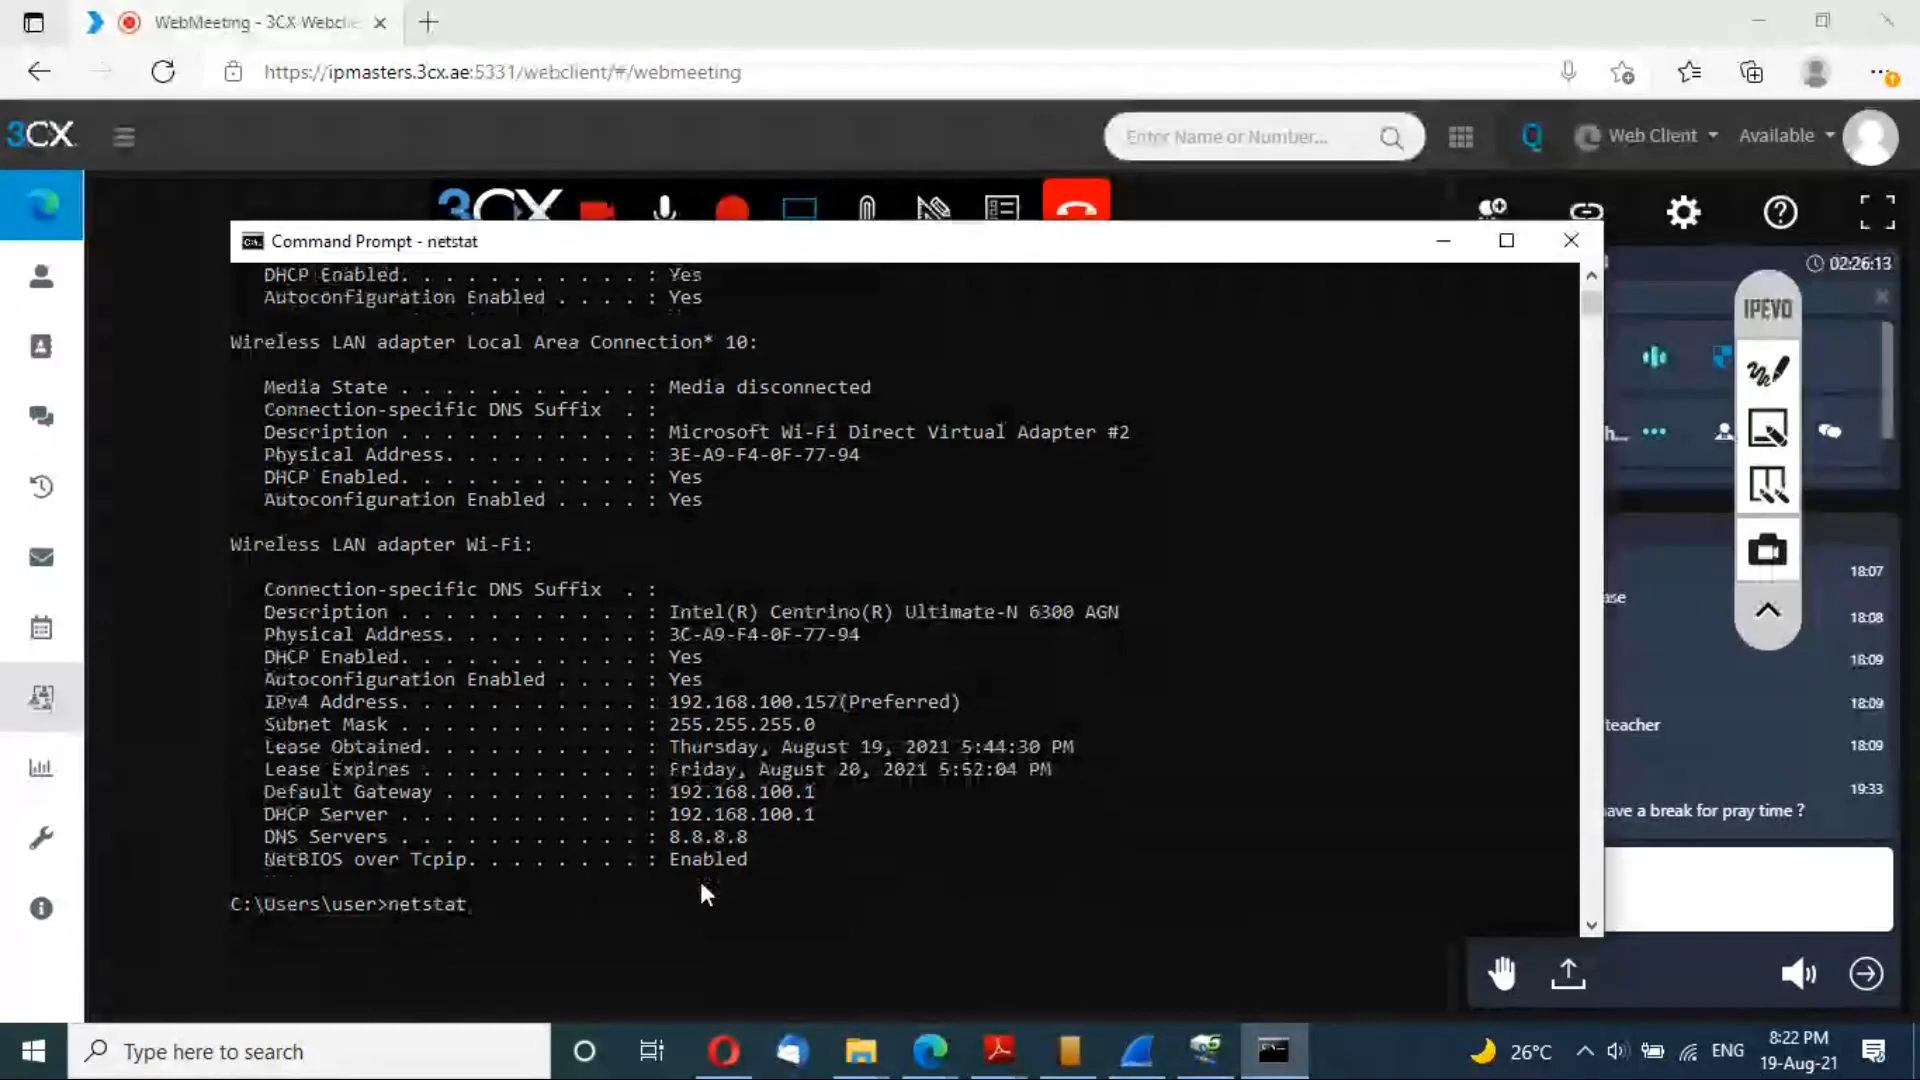 WebMeeting - 3CX Webclie
https://ipmasters.3cx.ae:5331/webclient/#/webmeeting
3CX
Enter Name or Number...
Web Client
Available
3CX
Command Prompt - netstat
02:26:13
IPEVO
DHCP Enabled. . . . . . . . . . . : Yes
Autoconfiguration Enabled . . . . : Yes
Wireless LAN adapter Local Area Connection* 10:
Media State . . . . . . . . . . . : Media disconnected
Connection-specific DNS Suffix . :
Description . . . . . . . . . . . : Microsoft Wi-Fi Direct Virtual Adapter #2
Physical Address. . . . . . . . . : 3E-A9-F4-0F-77-94
DHCP Enabled. . . . . . . . . . . : Yes
Autoconfiguration Enabled . . . . : Yes
Wireless LAN adapter Wi-Fi:
Connection-specific DNS Suffix . :
Description . . . . . . . . . . . : Intel(R) Centrino(R) Ultimate-N 6300 AGN
Physical Address. . . . . . . . . : 3C-A9-F4-0F-77-94
DHCP Enabled. . . . . . . . . . . : Yes
Autoconfiguration Enabled . . . . : Yes
IPv4 Address. . . . . . . . . . . : 192.168.100.157(Preferred)
Subnet Mask . . . . . . . . . . . : 255.255.255.0
Lease Obtained. . . . . . . . . . : Thursday, August 19, 2021 5:44:30 PM
Lease Expires . . . . . . . . . . : Friday, August 20, 2021 5:52:04 PM
Default Gateway . . . . . . . . . : 192.168.100.1
DHCP Server . . . . . . . . . . . : 192.168.100.1
DNS Servers . . . . . . . . . . . : 8.8.8.8
NetBIOS over Tcpip. . . . . . . . : Enabled
C:\Users\user>netstat
h...
18:07
ase
18:08
18:09
18:09
teacher
18:09
19:33
ave a break for pray time ?
Type here to search
26°C
ENG
8:22 PM
19-Aug-21